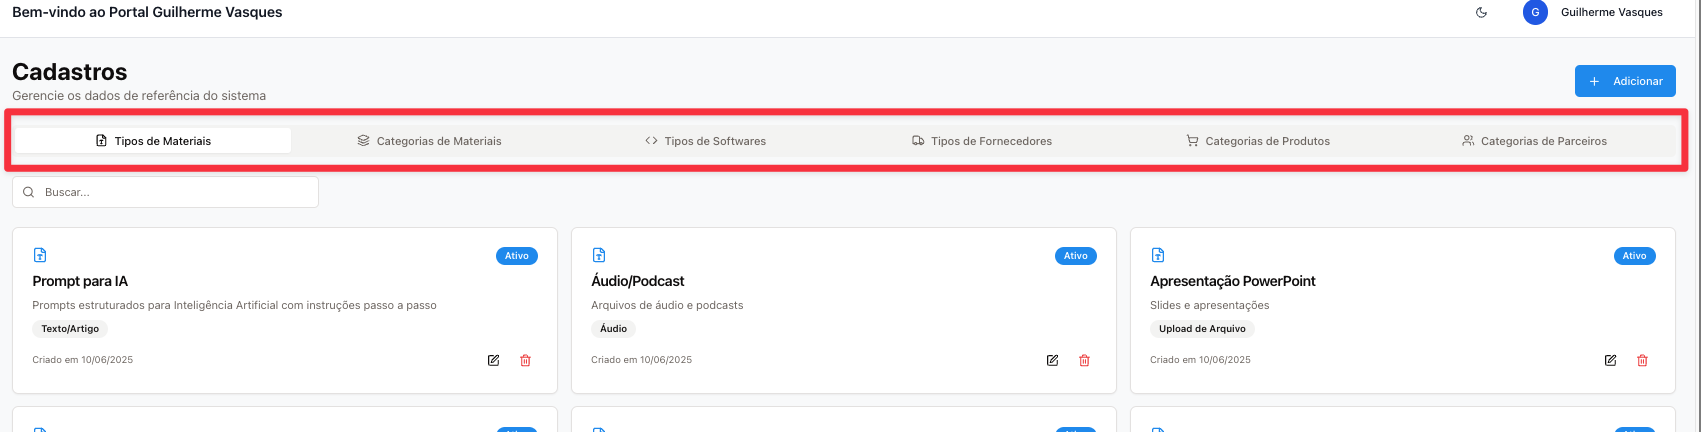 Bem-vindo ao Portal Guilherme Vasques
G Guilherme Vasques
Cadastros
Gerencie os dados de referência do sistema
Adicionar
Tipos de Materiais Categorias de Materiais Tipos de Softwares Tipos de Fornecedores Categorias de Produtos Categorias de Parceiros
Buscar...
Ativo
Prompt para IA
Prompts estruturados para Inteligência Artificial com instruções passo a passo
Texto/Artigo
Criado em 10/06/2025
Ativo
Áudio/Podcast
Arquivos de áudio e podcasts
Áudio
Criado em 10/06/2025
Ativo
Apresentação PowerPoint
Slides e apresentações
Upload de Arquivo
Criado em 10/06/2025